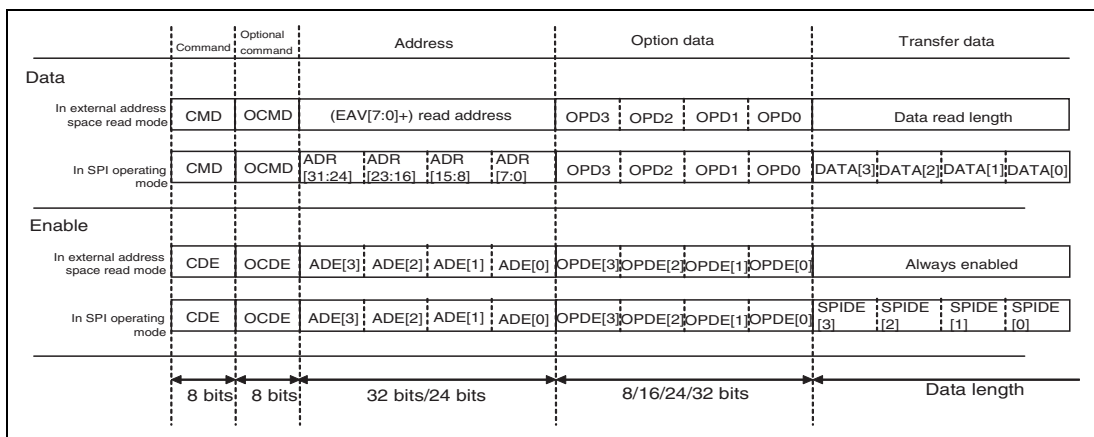 Command Optional command Address Option data Transfer data
Data
In external address space read mode CMD OCMD (EAV[7:0]+) read address OPD3 OPD2 OPD1 OPD0 Data read length
In SPI operating mode CMD OCMD ADR [31:24] ADR [23:16] ADR [15:8] ADR [7:0] OPD3 OPD2 OPD1 OPD0 DATA[3] DATA[2] DATA[1] DATA[0]
Enable
In external address space read mode CDE OCDE ADE[3] ADE[2] ADE[1] ADE[0] OPDE[3] OPDE[2] OPDE[1] OPDE[0] Always enabled
In SPI operating mode CDE OCDE ADE[3] ADE[2] ADE[1] ADE[0] OPDE[3] OPDE[2] OPDE[1] OPDE[0] SPIDE [3] SPIDE [2] SPIDE [1] SPIDE [0]
8 bits 8 bits 32 bits/24 bits 8/16/24/32 bits Data length